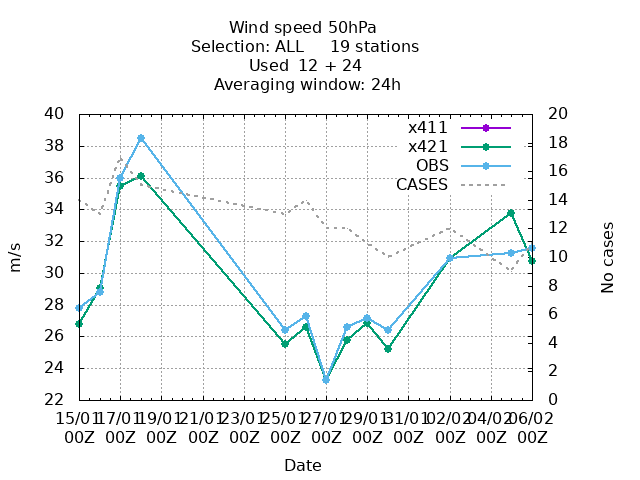 Wind speed 50hPa
Selection: ALL     19 stations
Used  12 + 24
Averaging window: 24h
40
38
36
34
32
30
28
26
24
22
m/s
20
18
16
14
12
10
8
6
4
2
0
No cases
x411
x421
OBS
CASES
15/01 17/01 19/01 21/01 23/01 25/01 27/01 29/01 31/01 02/02 04/02 06/02
00Z 00Z 00Z 00Z 00Z 00Z 00Z 00Z 00Z 00Z 00Z 00Z
Date